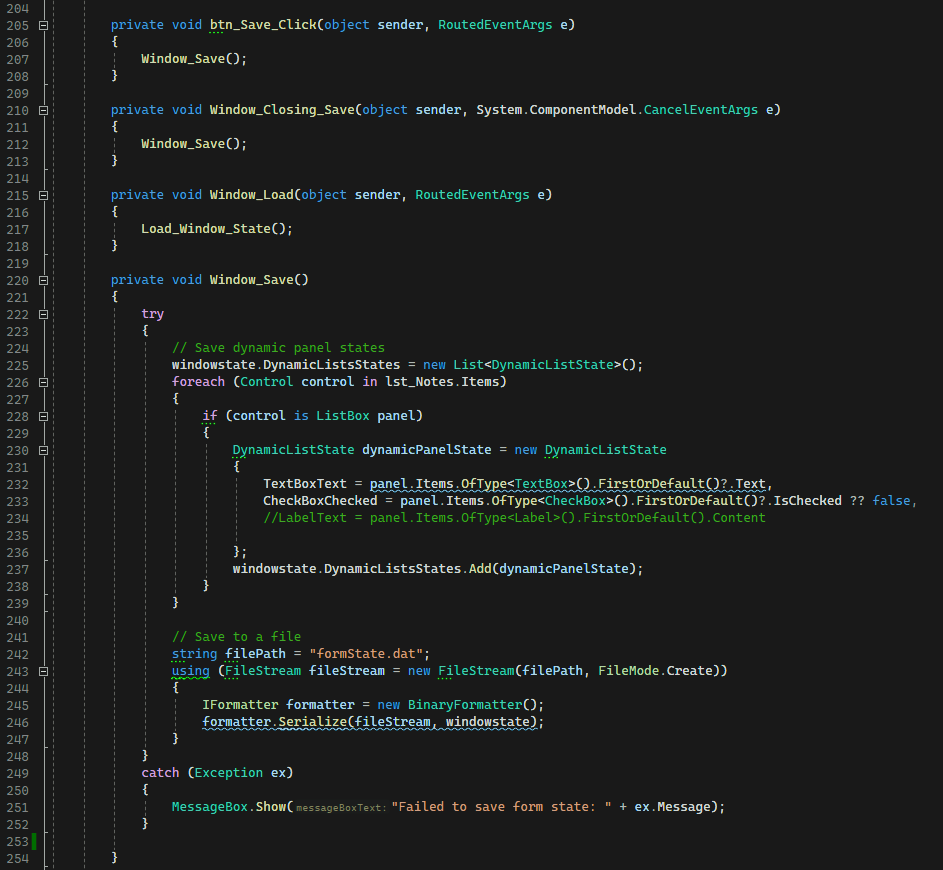 204
205 private void btn_Save_Click(object sender, RoutedEventArgs e)
206 {
207 Window_Save();
208 }
209
210 private void Window_Closing_Save(object sender, System.ComponentModel.CancelEventArgs e)
211 {
212 Window_Save();
213 }
214
215 private void Window_Load(object sender, RoutedEventArgs e)
216 {
217 Load_Window_State();
218 }
219
220 private void Window_Save()
221 {
222 try
223 {
224 // Save dynamic panel states
225 windowstate.DynamicListsStates = new List<DynamicListState>();
226 foreach (Control control in lst_Notes.Items)
227 {
228 if (control is ListBox panel)
229 {
230 DynamicListState dynamicPanelState = new DynamicListState
231 {
232 TextBoxText = panel.Items.OfType<TextBox>().FirstOrDefault()?.Text,
233 CheckBoxChecked = panel.Items.OfType<CheckBox>().FirstOrDefault()?.IsChecked ?? false,
234 //LabelText = panel.Items.OfType<Label>().FirstOrDefault().Content
235
236 };
237 windowstate.DynamicListsStates.Add(dynamicPanelState);
238 }
239 }
240
241 // Save to a file
242 string filePath = "formState.dat";
243 using (FileStream fileStream = new FileStream(filePath, FileMode.Create))
244 {
245 IFormatter formatter = new BinaryFormatter();
246 formatter.Serialize(fileStream, windowstate);
247 }
248 }
249 catch (Exception ex)
250 {
251 MessageBox.Show(messageBoxText: "Failed to save form state: " + ex.Message);
252 }
253
254 }